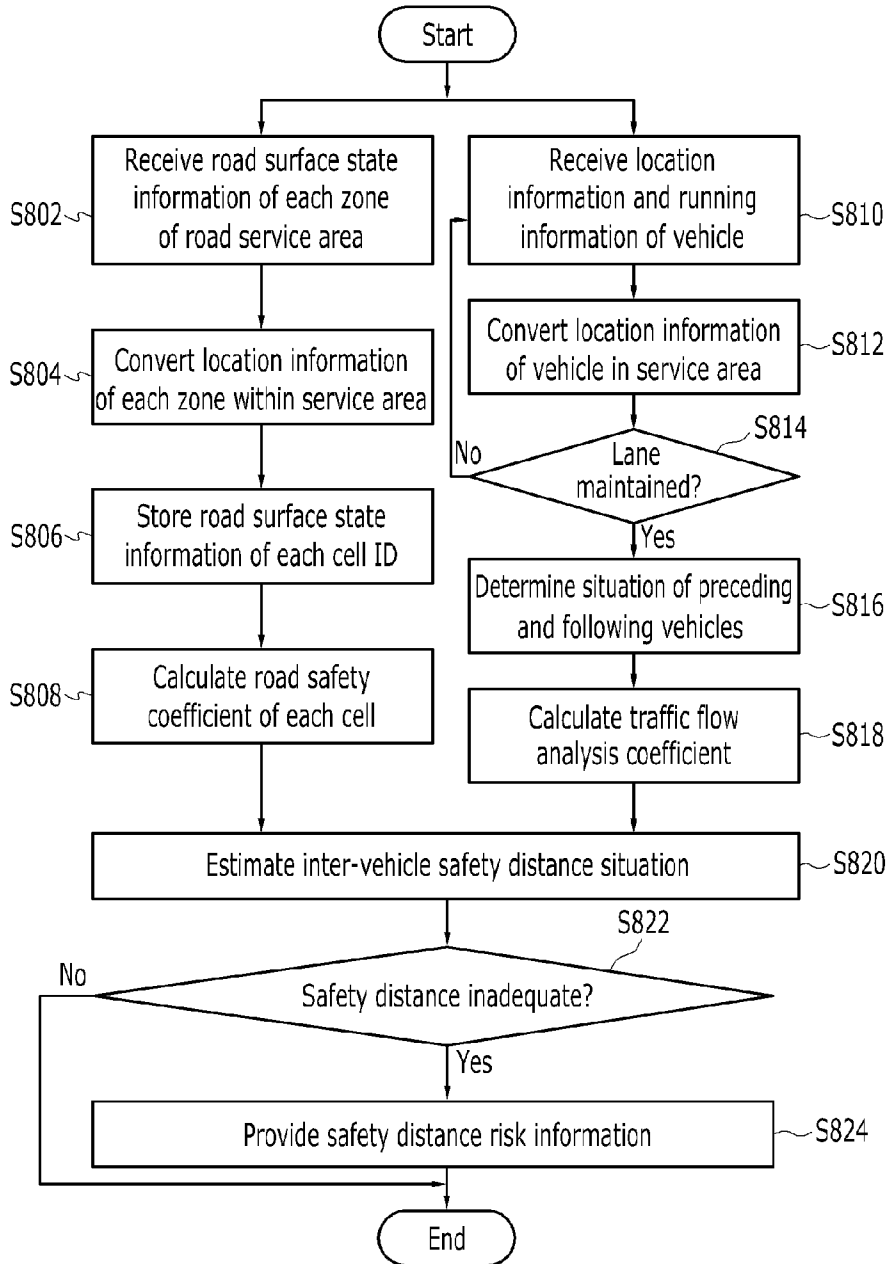 Start
Receive road surface state
information of each zone
of road service area
S802
Receive location
information and running
information of vehicle
S810
Convert location information
of each zone within service area
S804
Convert location information
of vehicle in service area
S812
S814
No
Lane
maintained?
Yes
Store road surface state
information of each cell ID
S806
Determine situation of preceding
and following vehicles
S816
Calculate road safety
coefficient of each cell
S808
Calculate traffic flow
analysis coefficient
S818
Estimate inter-vehicle safety distance situation
S820
S822
No
Safety distance inadequate?
Yes
Provide safety distance risk information
S824
End